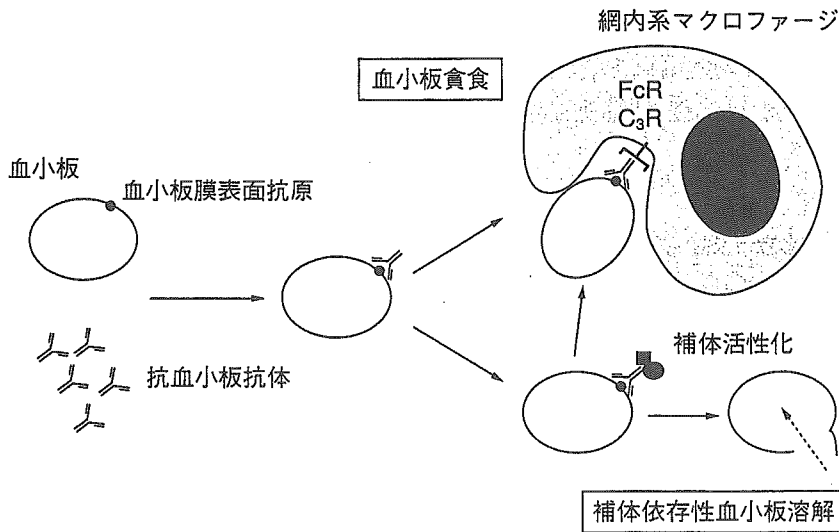 網内系マクロファージ
血小板貪食
FcR
C₃R
血小板
血小板膜表面抗原
抗血小板抗体
補体活性化
補体依存性血小板溶解